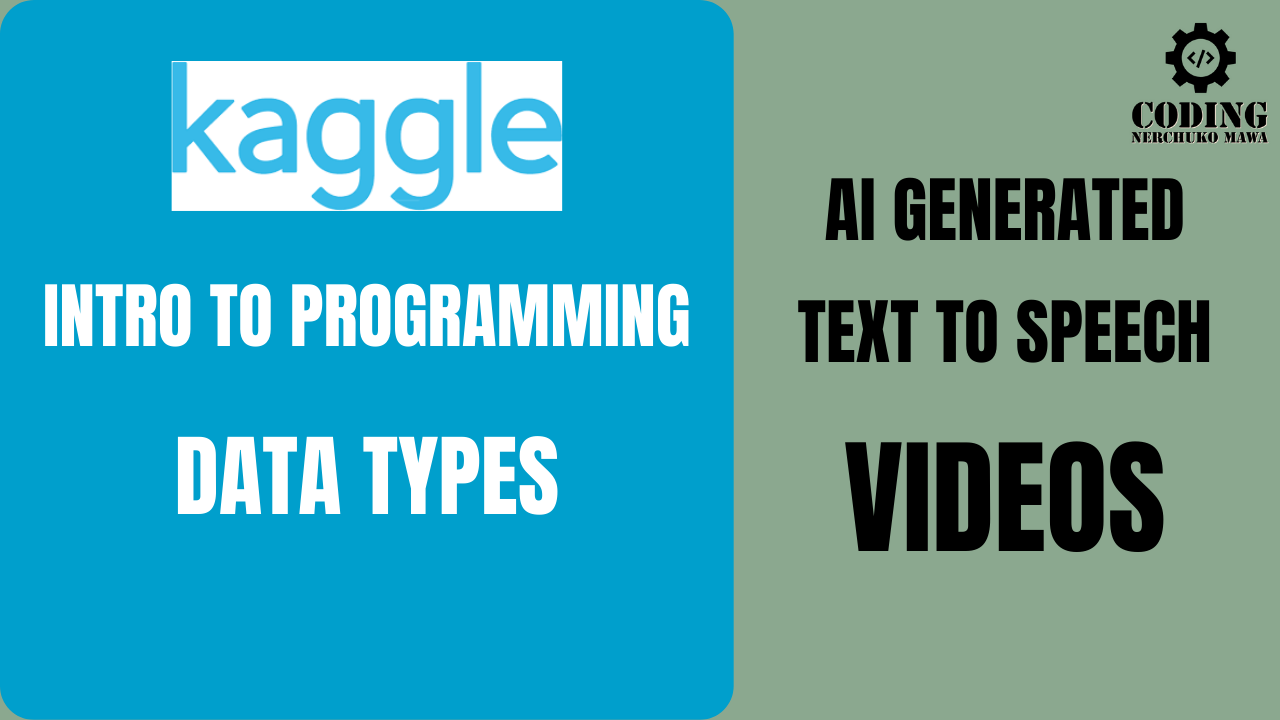 kaggle
INTRO TO PROGRAMMING
DATA TYPES
</>
CODING
NERCHUKO MAWA
AI GENERATED
TEXT TO SPEECH
VIDEOS